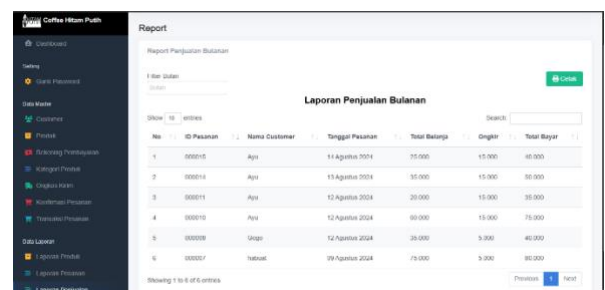 Coffee Hitam Putih
Dashboard
Setting
Ganti Password
Data Master
Customer
Produk
Rekening Pembayaran
Kategori Produk
Ongkos Kirim
Konfirmasi Pesanan
Transaksi Pesanan
Data Laporan
Laporan Produk
Laporan Pesanan
Laporan Penjualan
Report
Report Penjualan Bulanan
Filter Bulan
Bulan
Cetak
Laporan Penjualan Bulanan
Show 10 entries
Search:
No ID Pesanan Nama Customer Tanggal Pesanan Total Belanja Ongkir Total Bayar
1 000015 Ayu 14 Agustus 2024 25.000 15.000 40.000
2 000014 Ayu 13 Agustus 2024 35.000 15.000 50.000
3 000011 Ayu 12 Agustus 2024 20.000 15.000 35.000
4 000010 Ayu 12 Agustus 2024 60.000 15.000 75.000
5 Gogo 12 Agustus 2024 35.000 5.000 40.000
6 000007 09 Agustus 2024 75.000 5.000 80.000
Showing 1 to 6 of 6 entries
Previous 1 Next